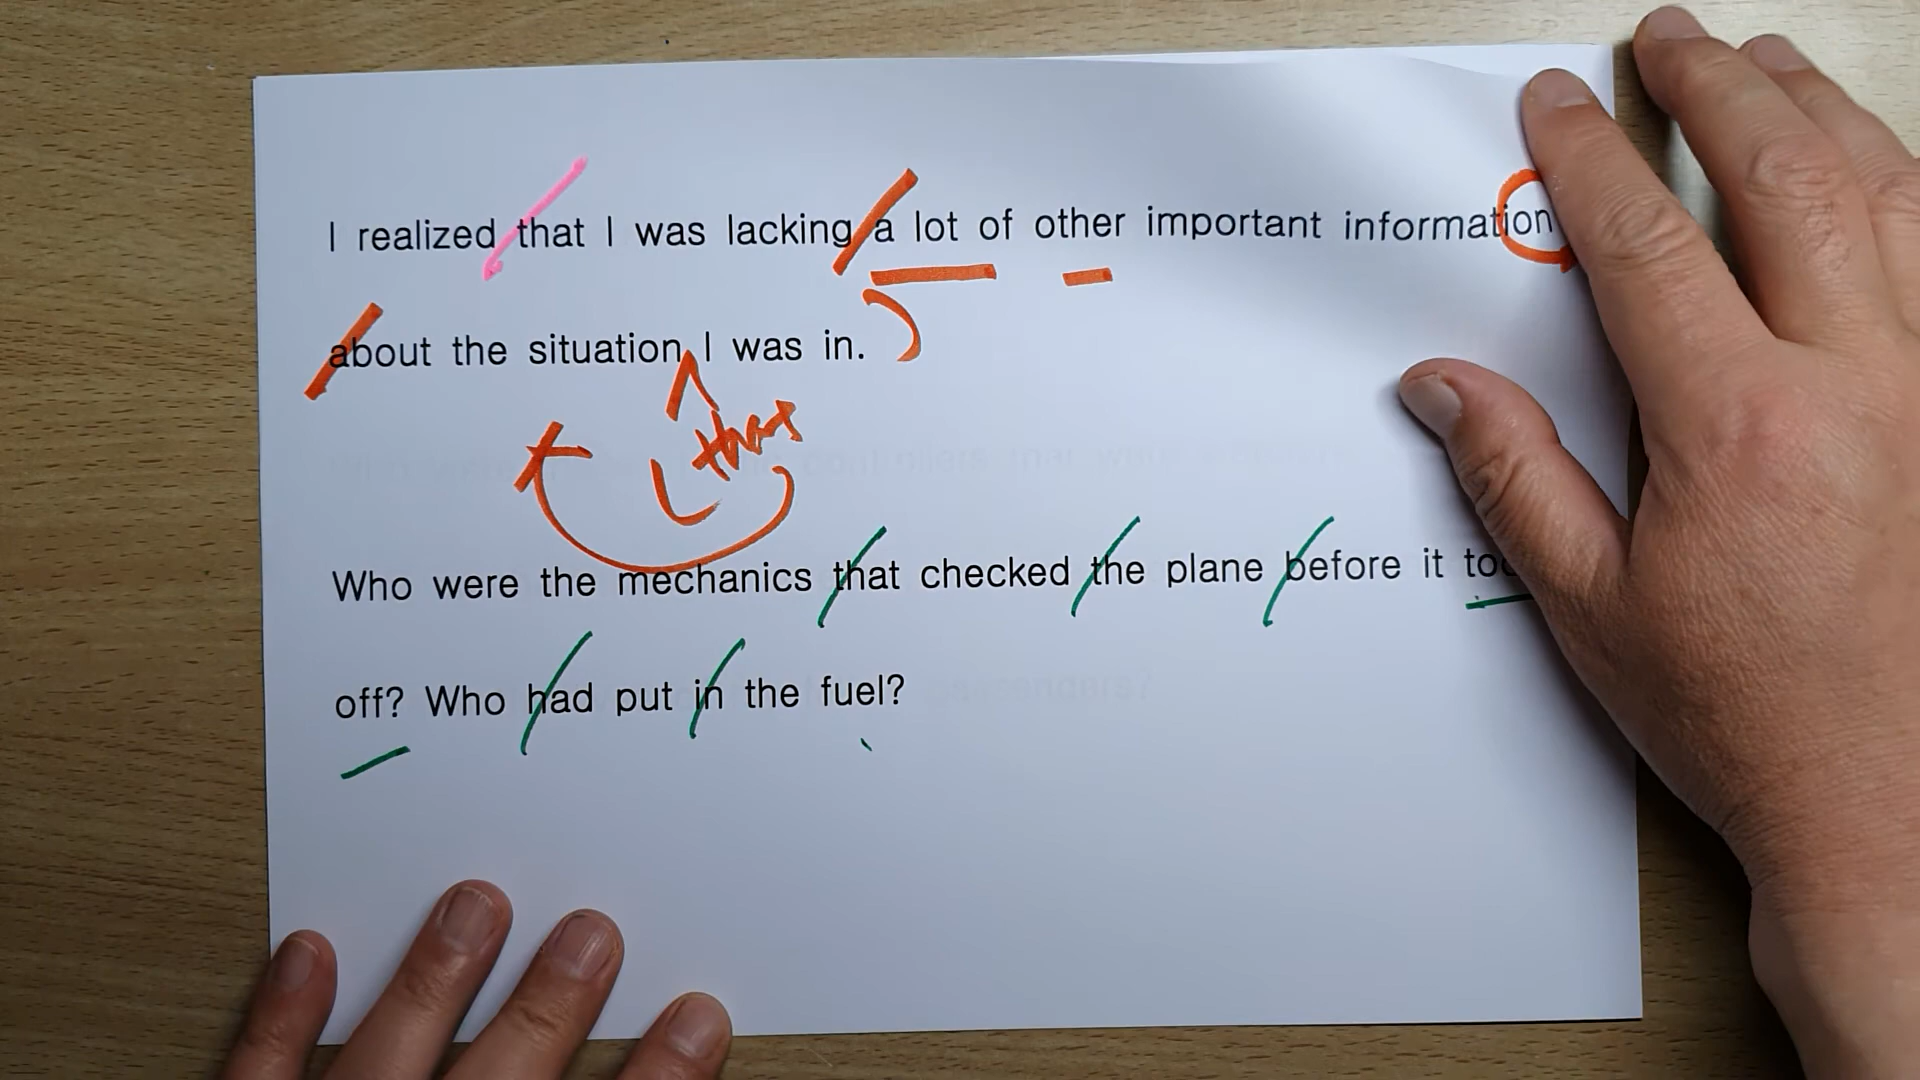 I realized that I was lacking a lot of other important information
about the situation I was in.
that
Who were the mechanics that checked the plane before it
off? Who had put in the fuel?